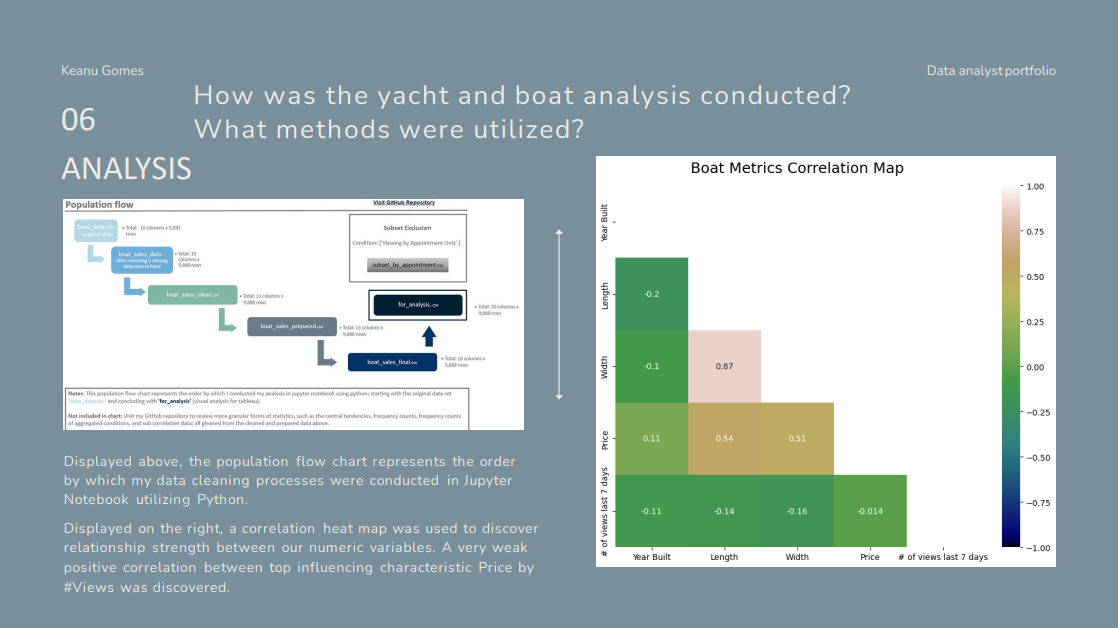 Keanu Gomes
Data analyst portfolio
06
ANALYSIS
How was the yacht and boat analysis conducted?
What methods were utilized?
Population flow
Visit GitHub Repository
boat_data.csv
- original data
• Total: 10 columns x 9,893
rows
boat_sales_data -
after removing 5 missing
data rows in Excel
• Total: 10
columns x
9,888 rows
boat_sales_clean.csv
• Total: 13 columns x
9,888 rows
boat_sales_prepared.csv
• Total: 13 columns x
9,888 rows
boat_sales_final.csv
• Total: 18 columns x
9,888 rows
Subset Exclusion
Condition: ['Viewing by Appointment Only' ]
subset_by_appointment.csv
for_analysis.csv
• Total: 20 columns x
9,888 rows
Notes: This population flow chart represents the order by which I conducted my analysis in jupyter notebook using python; starting with the original data set
'boat_data.csv' and concluding with 'for_analysis' (visual analysis for tableau).
Not included in chart: Visit my GitHub repository to review more granular forms of statistics, such as the central tendencies, frequency counts, frequency counts
of aggregated conditions, and sub correlation data; all gleaned from the cleaned and prepared data above.
Displayed above, the population flow chart represents the order
by which my data cleaning processes were conducted in Jupyter
Notebook utilizing Python.
Displayed on the right, a correlation heat map was used to discover
relationship strength between our numeric variables. A very weak
positive correlation between top influencing characteristic Price by
#Views was discovered.
Boat Metrics Correlation Map
Year Built
Length
-0.2
Width
-0.1 0.87
Price
0.11 0.54 0.51
# of views last 7 days
-0.11 -0.14 -0.16 -0.014
Year Built Length Width Price # of views last 7 days
1.00
0.75
0.50
0.25
0.00
−0.25
−0.50
−0.75
−1.00